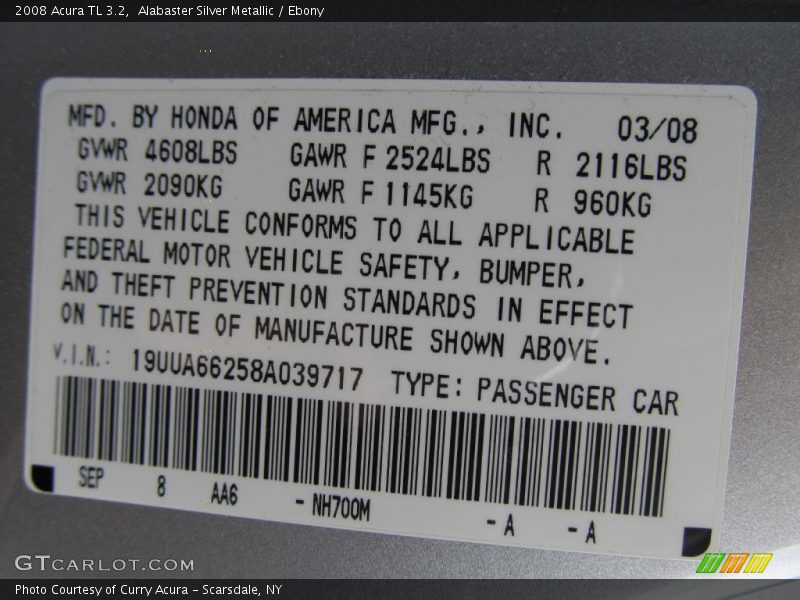 2008 Acura TL 3.2, Alabaster Silver Metallic / Ebony
MFD. BY HONDA OF AMERICA MFG., INC. 03/08
GVWR 4608LBS GAWR F 2524LBS R 2116LBS
GVWR 2090KG GAWR F 1145KG R 960KG
THIS VEHICLE CONFORMS TO ALL APPLICABLE
FEDERAL MOTOR VEHICLE SAFETY, BUMPER,
AND THEFT PREVENTION STANDARDS IN EFFECT
ON THE DATE OF MANUFACTURE SHOWN ABOVE.
V.I.N.: 19UUA66258A039717 TYPE: PASSENGER CAR
SEP 8 AA6 - NH700M - A - A
GTCARLOT.COM
Photo Courtesy of Curry Acura - Scarsdale, NY